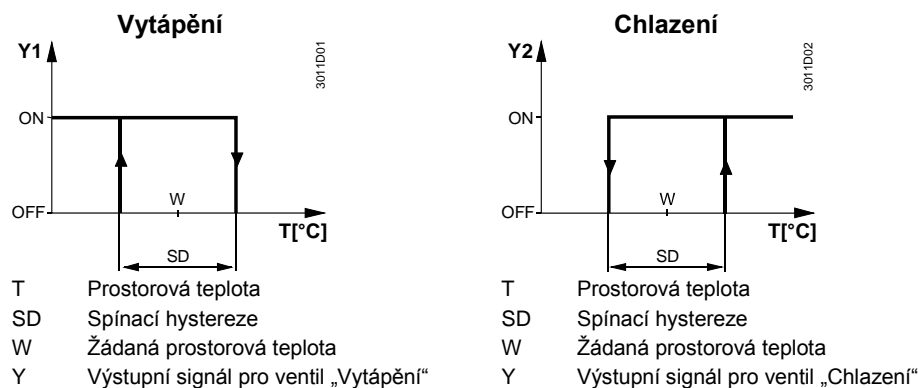 Vytápění
Y1
3011D01
ON
OFF
W
T[°C]
SD
T Prostorová teplota
SD Spínací hystereze
W Žádaná prostorová teplota
Y Výstupní signál pro ventil „Vytápění“
Chlazení
Y2
3011D02
ON
OFF
W
T[°C]
SD
T Prostorová teplota
SD Spínací hystereze
W Žádaná prostorová teplota
Y Výstupní signál pro ventil „Chlazení“